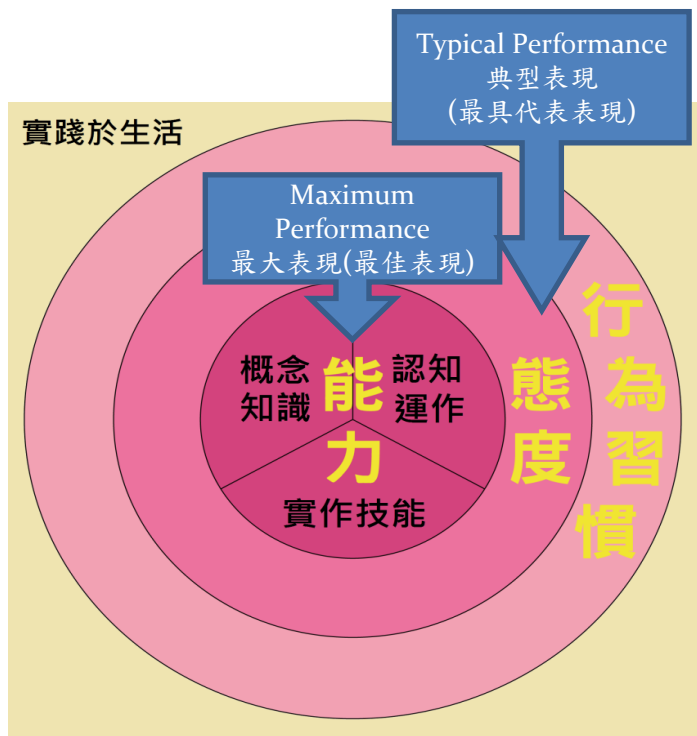 Typical Performance
典型表現
(最具代表表現)
實踐於生活
Maximum
Performance
最大表現(最佳表現)
概念
知識
能力
認知
運作
實作技能
態度
行為習慣